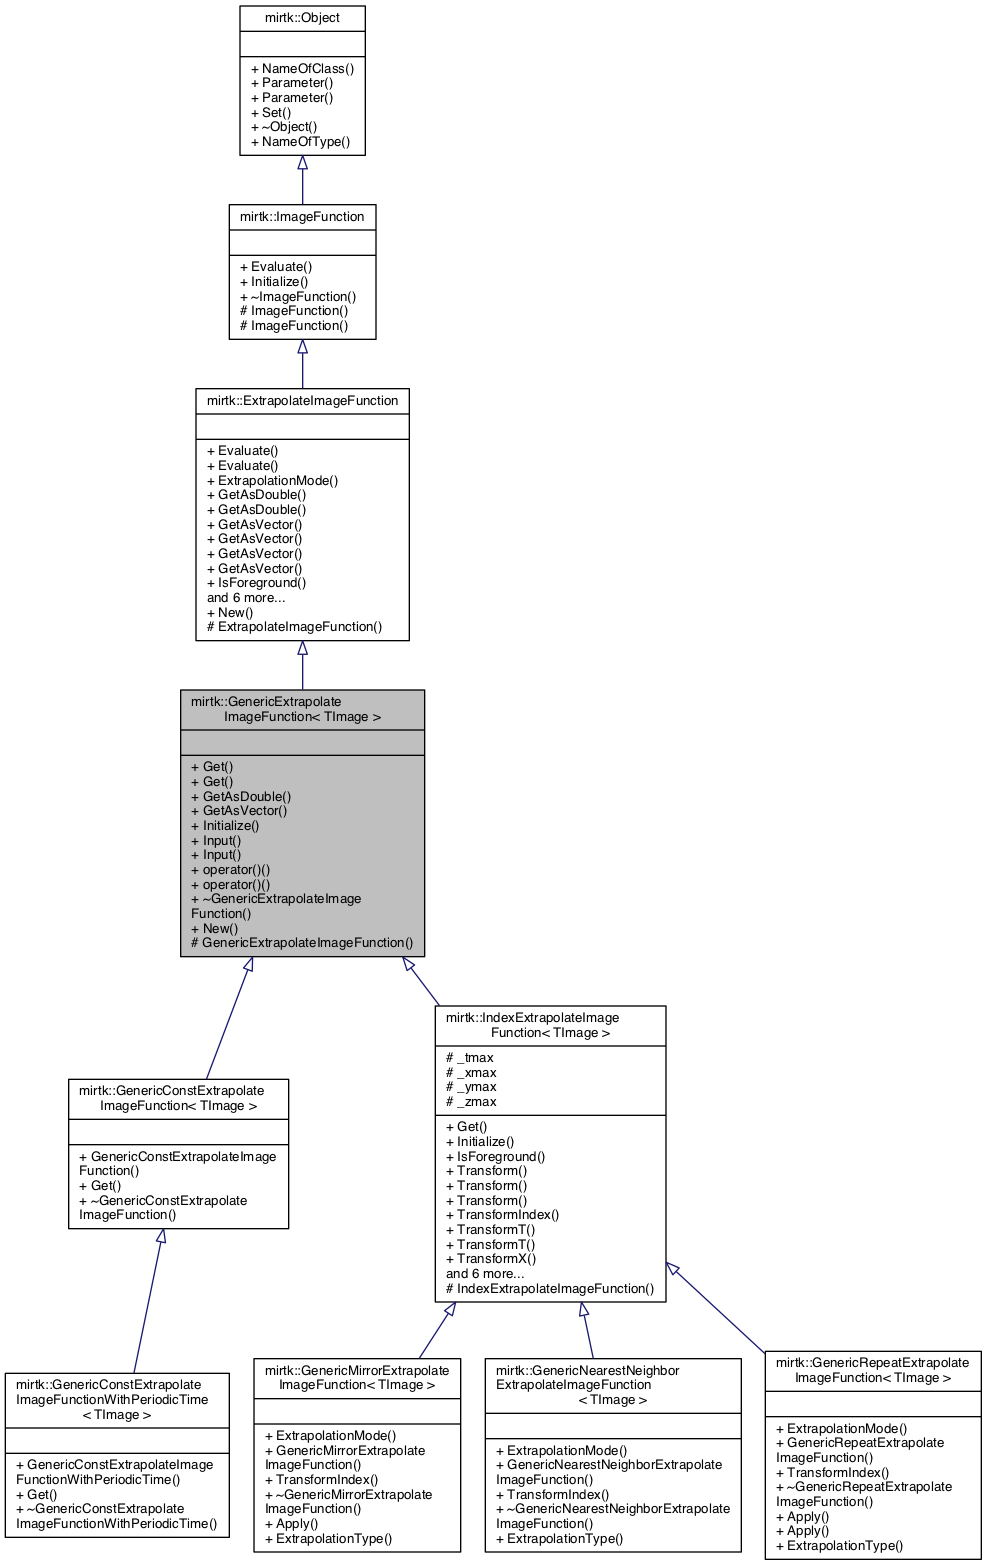 mirtk::Object
+ NameOfClass()
+ Parameter()
+ Parameter()
+ Set()
+ ~Object()
+ NameOfType()
mirtk::ImageFunction
+ Evaluate()
+ Initialize()
+ ~ImageFunction()
# ImageFunction()
# ImageFunction()
mirtk::ExtrapolateImageFunction
+ Evaluate()
+ Evaluate()
+ ExtrapolationMode()
+ GetAsDouble()
+ GetAsDouble()
+ GetAsVector()
+ GetAsVector()
+ GetAsVector()
+ GetAsVector()
+ IsForeground()
and 6 more...
+ New()
# ExtrapolateImageFunction()
mirtk::GenericExtrapolate
ImageFunction< TImage >
+ Get()
+ Get()
+ GetAsDouble()
+ GetAsVector()
+ Initialize()
+ Input()
+ Input()
+ operator()()
+ operator()()
+ ~GenericExtrapolateImage
Function()
+ New()
# GenericExtrapolateImageFunction()
mirtk::IndexExtrapolateImage
Function< TImage >
# _tmax
# _xmax
# _ymax
# _zmax
+ Get()
+ Initialize()
+ IsForeground()
+ Transform()
+ Transform()
+ Transform()
+ TransformIndex()
+ TransformT()
+ TransformT()
+ TransformX()
and 6 more...
# IndexExtrapolateImageFunction()
mirtk::GenericConstExtrapolate
ImageFunction< TImage >
+ GenericConstExtrapolateImage
Function()
+ Get()
+ ~GenericConstExtrapolate
ImageFunction()
mirtk::GenericConstExtrapolate
ImageFunctionWithPeriodicTime
< TImage >
+ GenericConstExtrapolateImage
FunctionWithPeriodicTime()
+ Get()
+ ~GenericConstExtrapolate
ImageFunctionWithPeriodicTime()
mirtk::GenericMirrorExtrapolate
ImageFunction< TImage >
+ ExtrapolationMode()
+ GenericMirrorExtrapolate
ImageFunction()
+ TransformIndex()
+ ~GenericMirrorExtrapolate
ImageFunction()
+ Apply()
+ ExtrapolationType()
mirtk::GenericNearestNeighbor
ExtrapolateImageFunction
< TImage >
+ ExtrapolationMode()
+ GenericNearestNeighborExtrapolate
ImageFunction()
+ TransformIndex()
+ ~GenericNearestNeighborExtrapolate
ImageFunction()
+ ExtrapolationType()
mirtk::GenericRepeatExtrapolate
ImageFunction< TImage >
+ ExtrapolationMode()
+ GenericRepeatExtrapolate
ImageFunction()
+ TransformIndex()
+ ~GenericRepeatExtrapolate
ImageFunction()
+ Apply()
+ Apply()
+ ExtrapolationType()